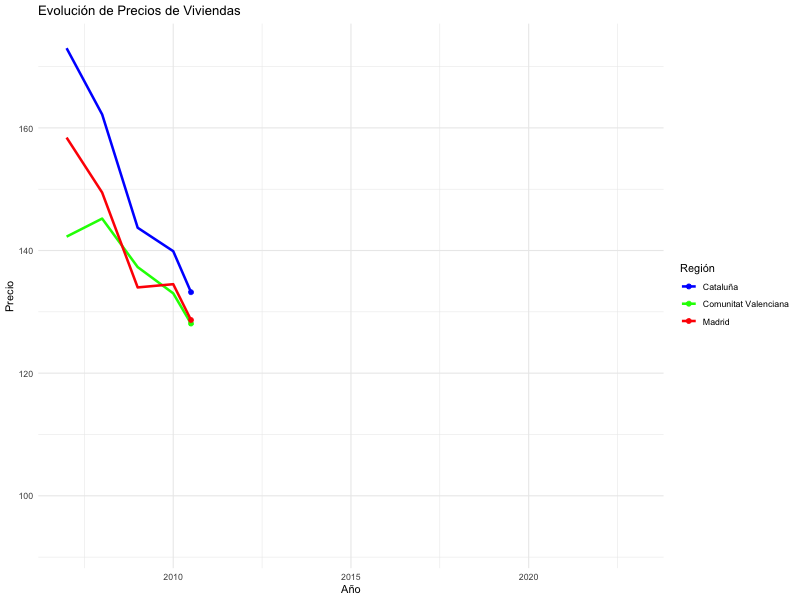 Evolución de Precios de Viviendas
160
140
120
100
Precio
2010
2015
2020
Año
Región
Cataluña
Comunitat Valenciana
Madrid